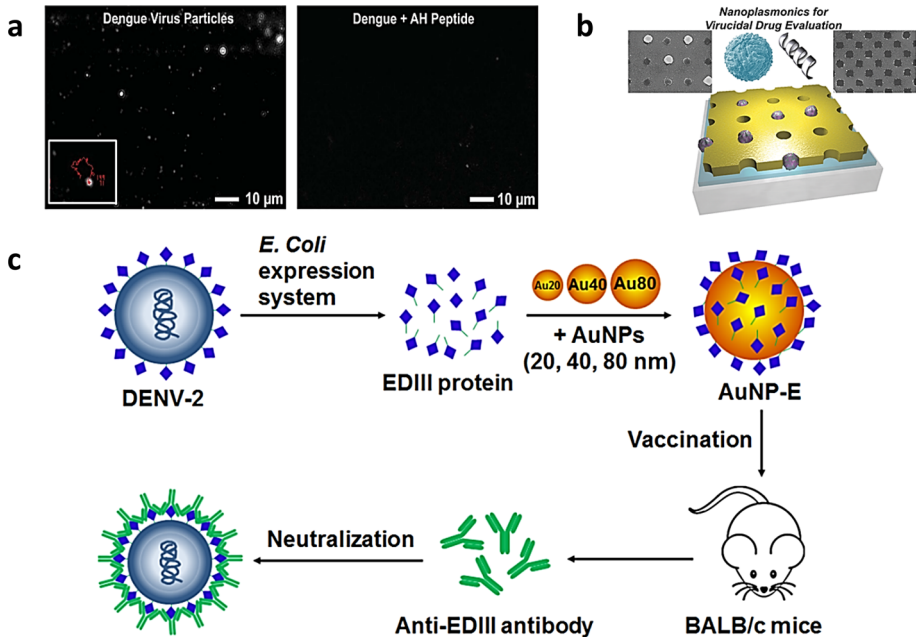 a
Dengue Virus Particles
10 µm
Dengue + AH Peptide
10 µm
b
Nanoplasmonics for
Virucidal Drug Evaluation
c
DENV-2
E. Coli
expression
system
EDIII protein
Au20 Au40 Au80
+ AuNPs
(20, 40, 80 nm)
AuNP-E
Vaccination
BALB/c mice
Anti-EDIII antibody
Neutralization